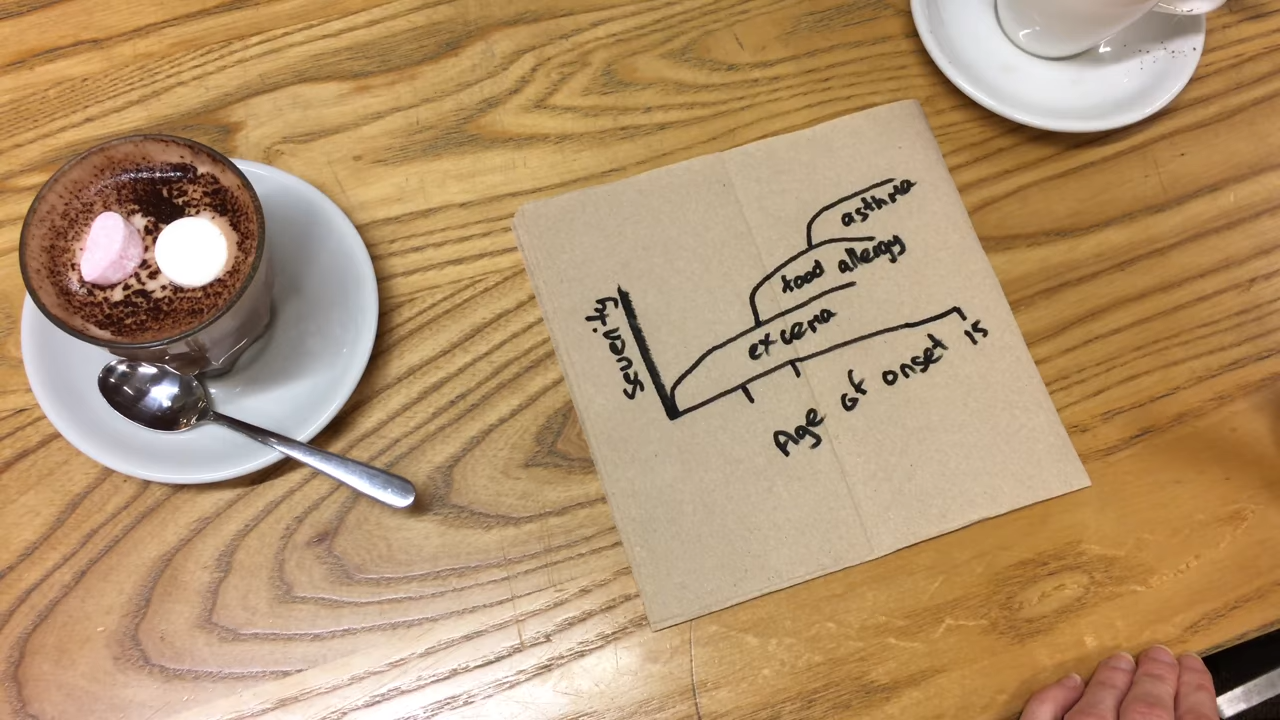 asthma
food allergy
excema
severity
15
Age of onset